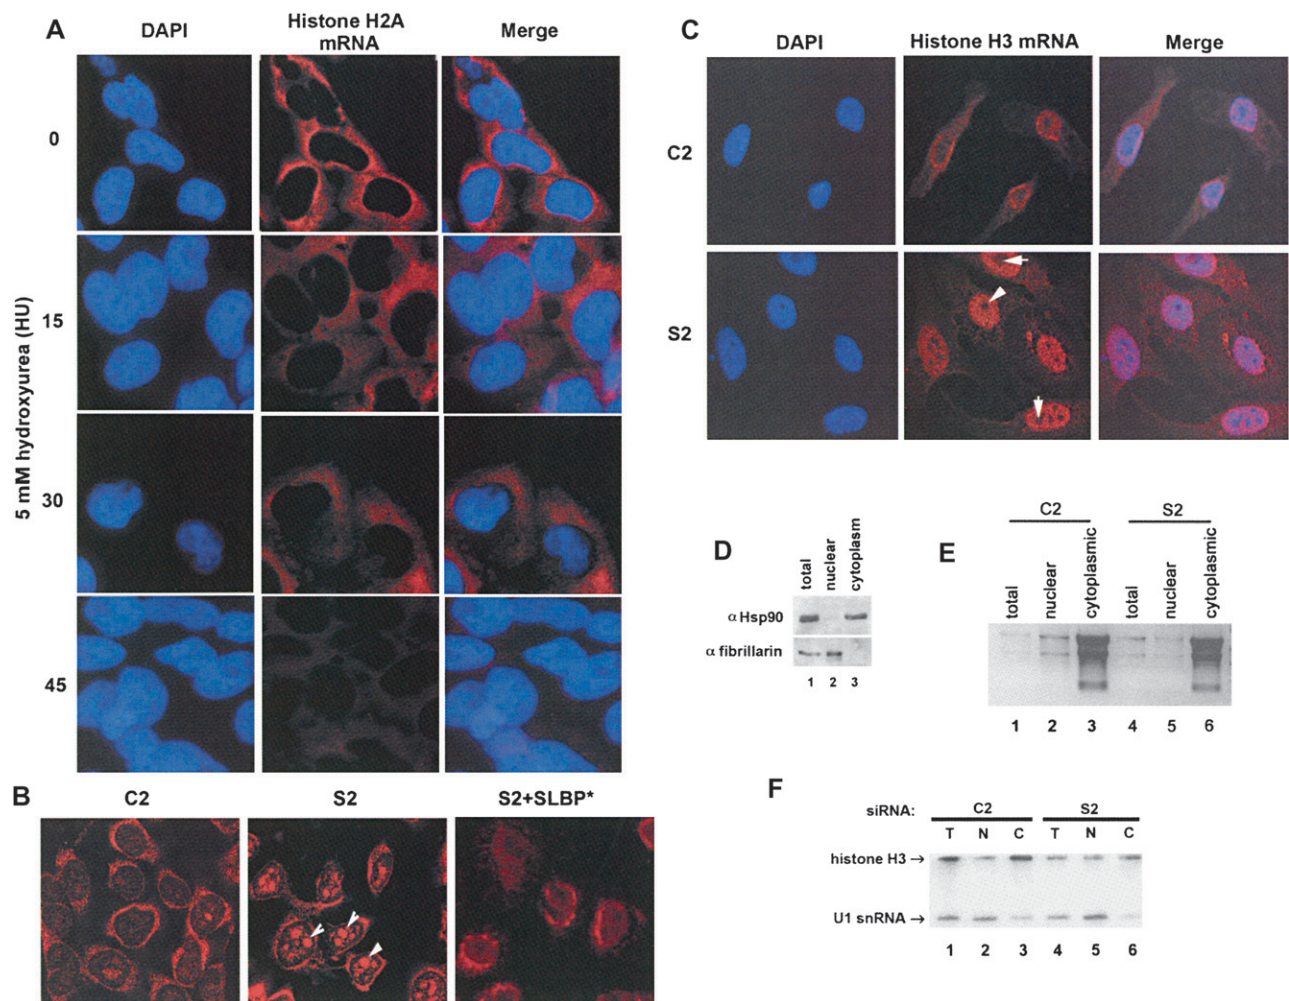 A
DAPI
Histone H2A
mRNA
Merge
0
15
30
45
5 mM hydroxyurea (HU)
B
C2
S2
S2+SLBP*
C
DAPI
Histone H3 mRNA
Merge
C2
S2
D
total
nuclear
cytoplasm
α Hsp90
α fibrillarin
1 2 3
E
C2
S2
total
nuclear
cytoplasmic
total
nuclear
cytoplasmic
1 2 3 4 5 6
F
siRNA:
C2
S2
T N C T N C
histone H3 →
U1 snRNA →
1 2 3 4 5 6